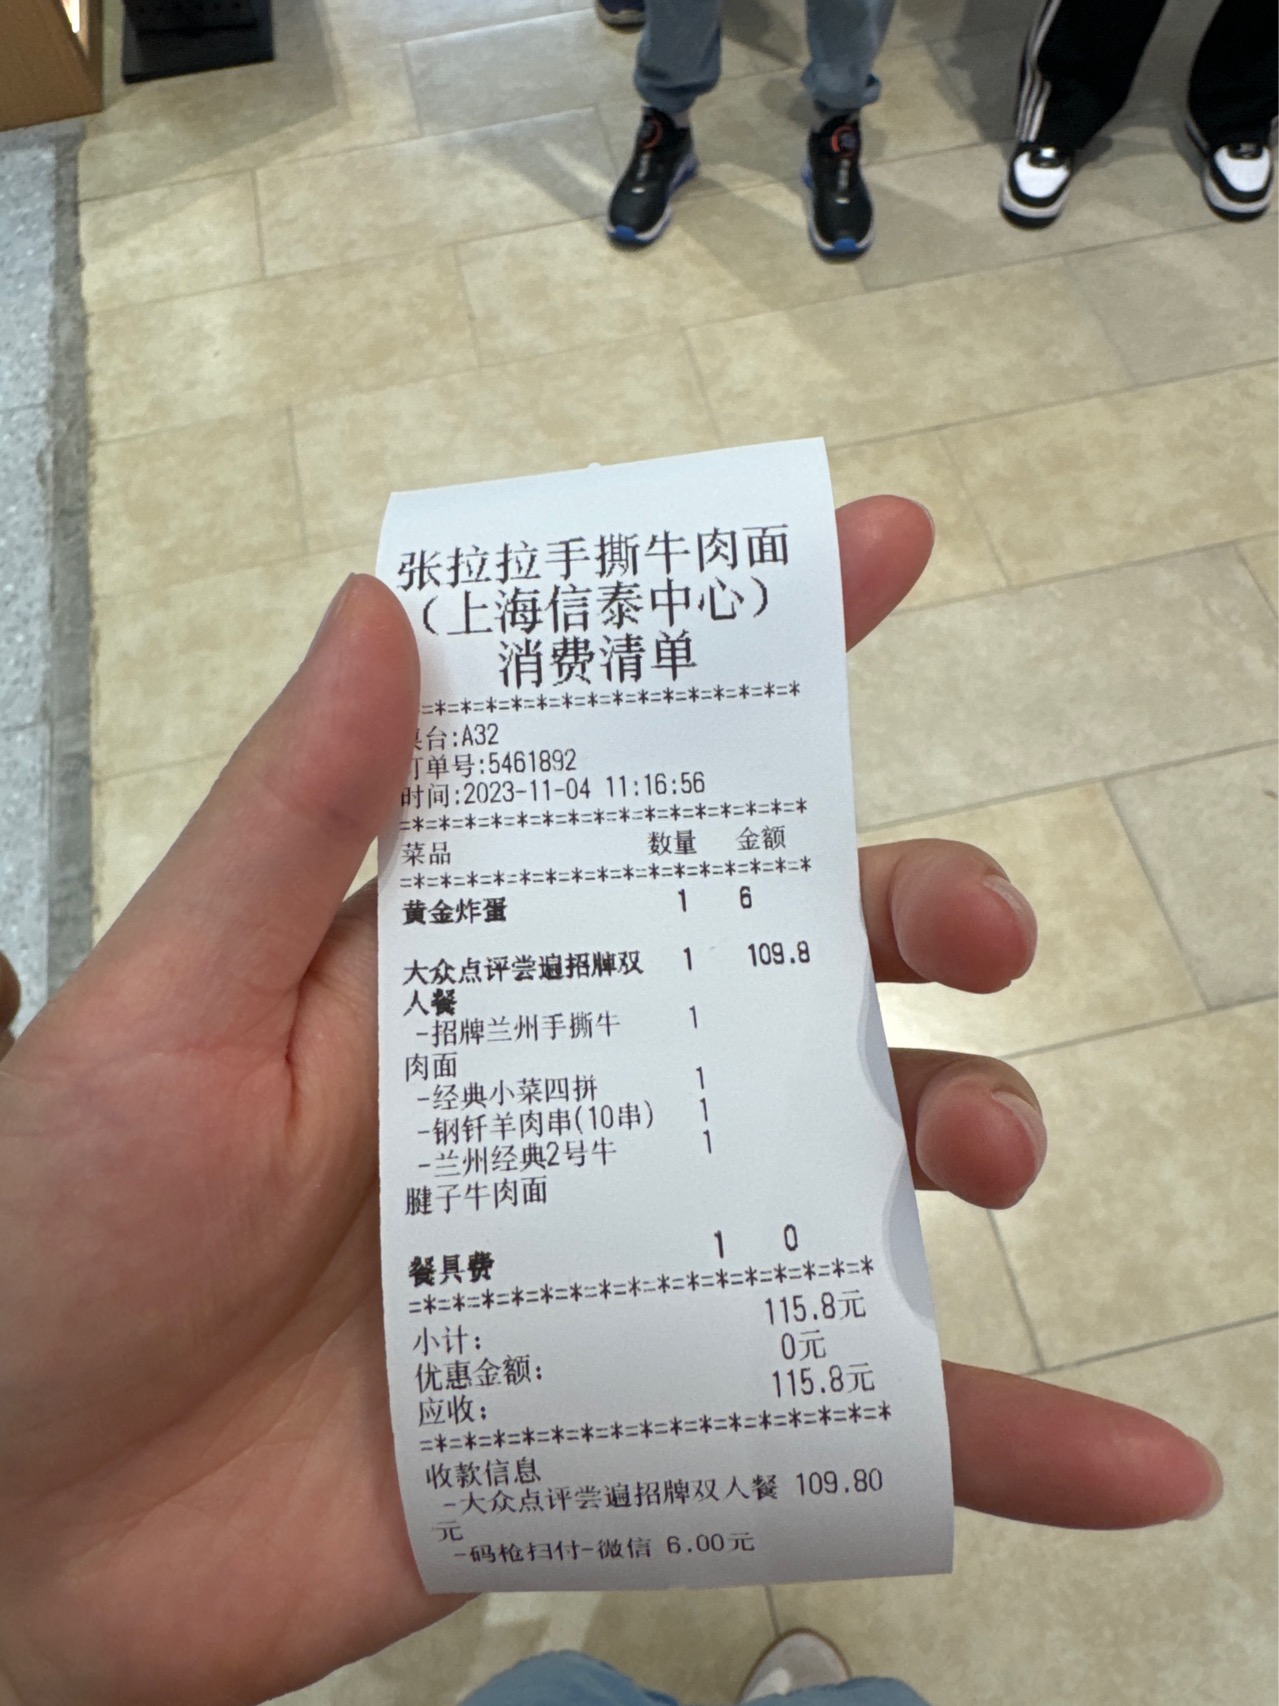 张拉拉手撕牛肉面
（上海信泰中心）
消费清单
=*=*=*=*=*=*=*=*=*=*=*=*=*=*=*
桌台:A32
订单号:5461892
时间:2023-11-04 11:16:56
=*=*=*=*=*=*=*=*=*=*=*=*=*=*=*=*
菜品 数量 金额
=*=*=*=*=*=*=*=*=*=*=*=*=*=*=*=*
黄金炸蛋 1 6
大众点评尝遍招牌双 1 109.8
人餐
-招牌兰州手撕牛 1
肉面
-经典小菜四拼 1
-钢钎羊肉串(10串) 1
-兰州经典2号牛 1
腱子牛肉面
餐具费 1 0
=*=*=*=*=*=*=*=*=*=*=*=*=*=*=*=*
小计: 115.8元
优惠金额: 0元
应收: 115.8元
=*=*=*=*=*=*=*=*=*=*=*=*=*=*=*=*
收款信息
-大众点评尝遍招牌双人餐 109.80
元
-码枪扫付-微信 6.00元